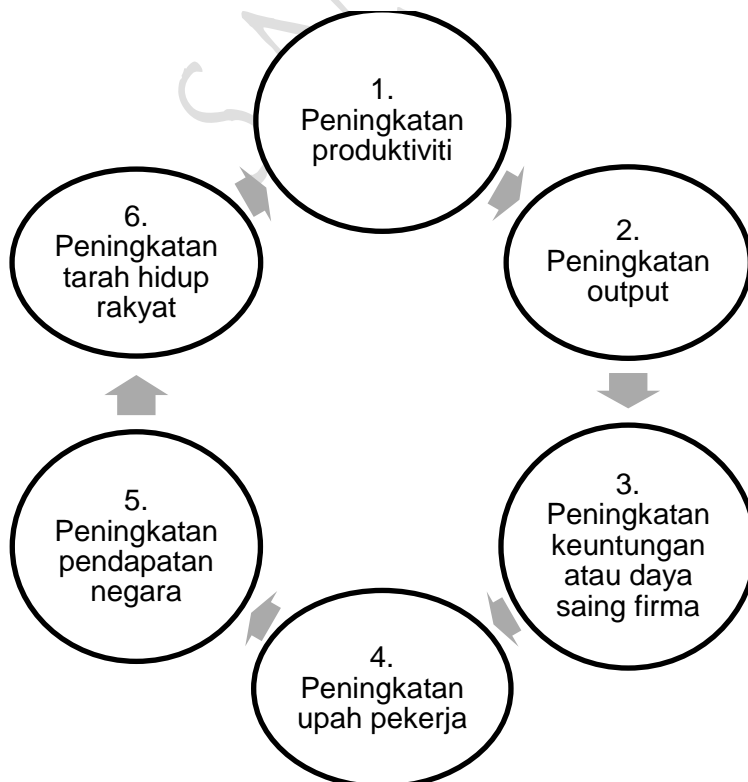 1.
Peningkatan
produktiviti
2.
Peningkatan
output
3.
Peningkatan
keuntungan
atau daya
saing firma
4.
Peningkatan
upah pekerja
5.
Peningkatan
pendapatan
negara
6.
Peningkatan
tarah hidup
rakyat